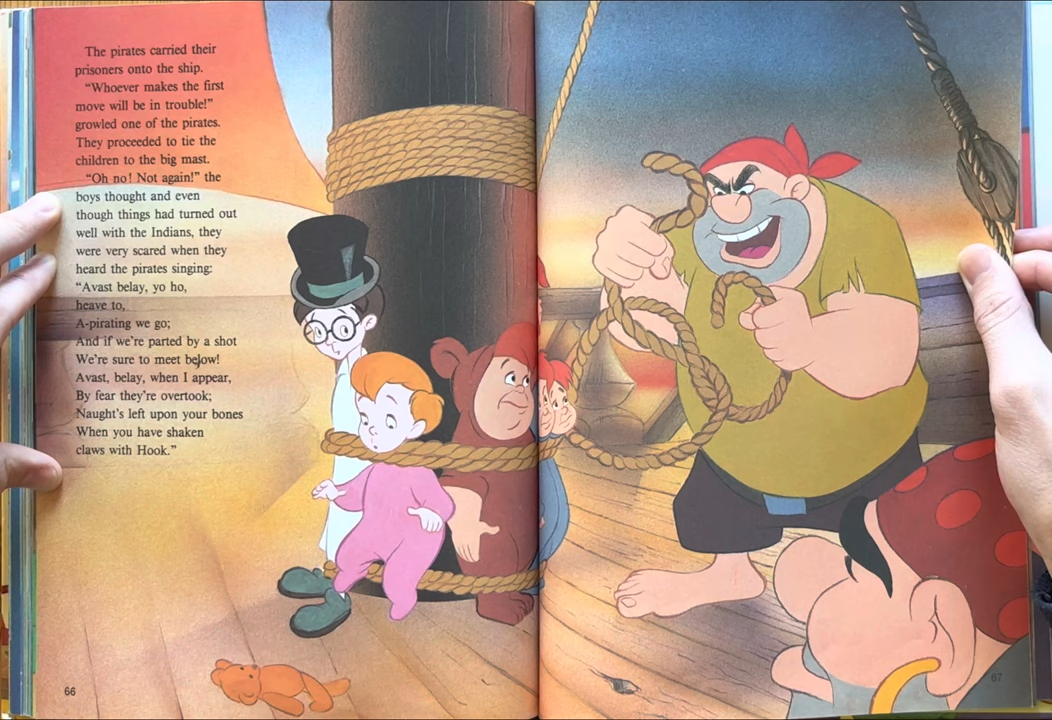 The pirates carried their
prisoners onto the ship.
"Whoever makes the first
move will be in trouble!"
growled one of the pirates.
They proceeded to tie the
children to the big mast.
"Oh no! Not again!" the
boys thought and even
though things had turned out
well with the Indians, they
were very scared when they
heard the pirates singing:
"Avast belay, yo ho,
heave to,
A-pirating we go;
And if we're parted by a shot
We're sure to meet below!
Avast, belay, when I appear,
By fear they're overtook;
Naught's left upon your bones
When you have shaken
claws with Hook."
66
67